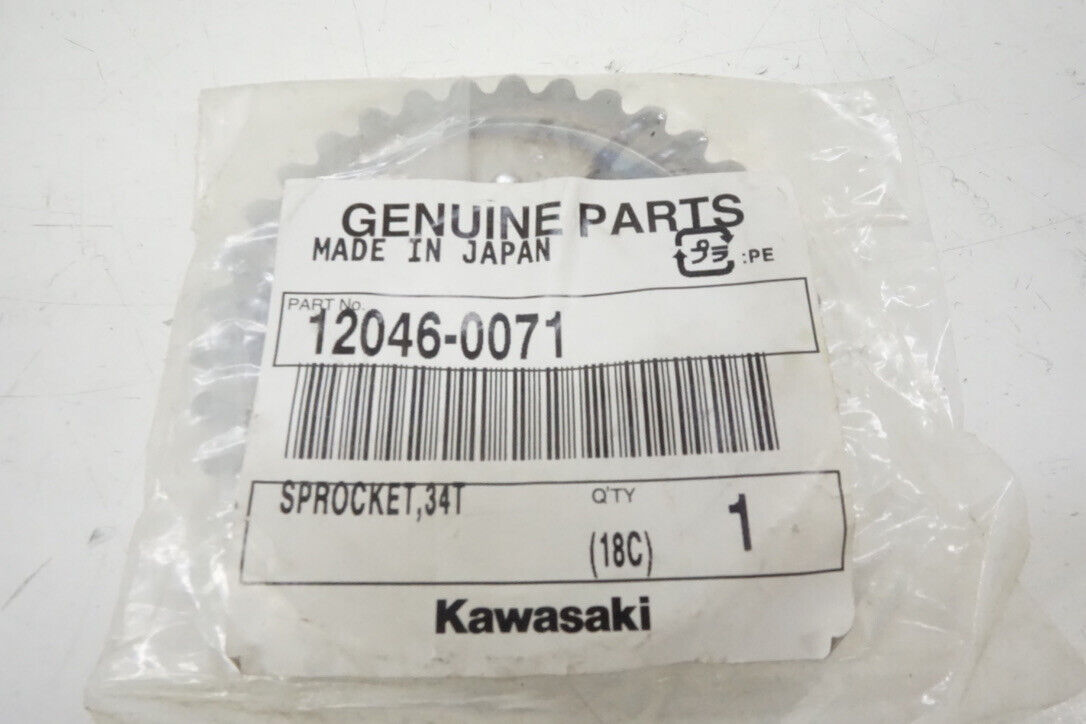 GENUINE PARTS
MADE IN JAPAN
プラ :PE
PART No.
12046-0071
SPROCKET,34T
Q'TY
1
(18C)
Kawasaki